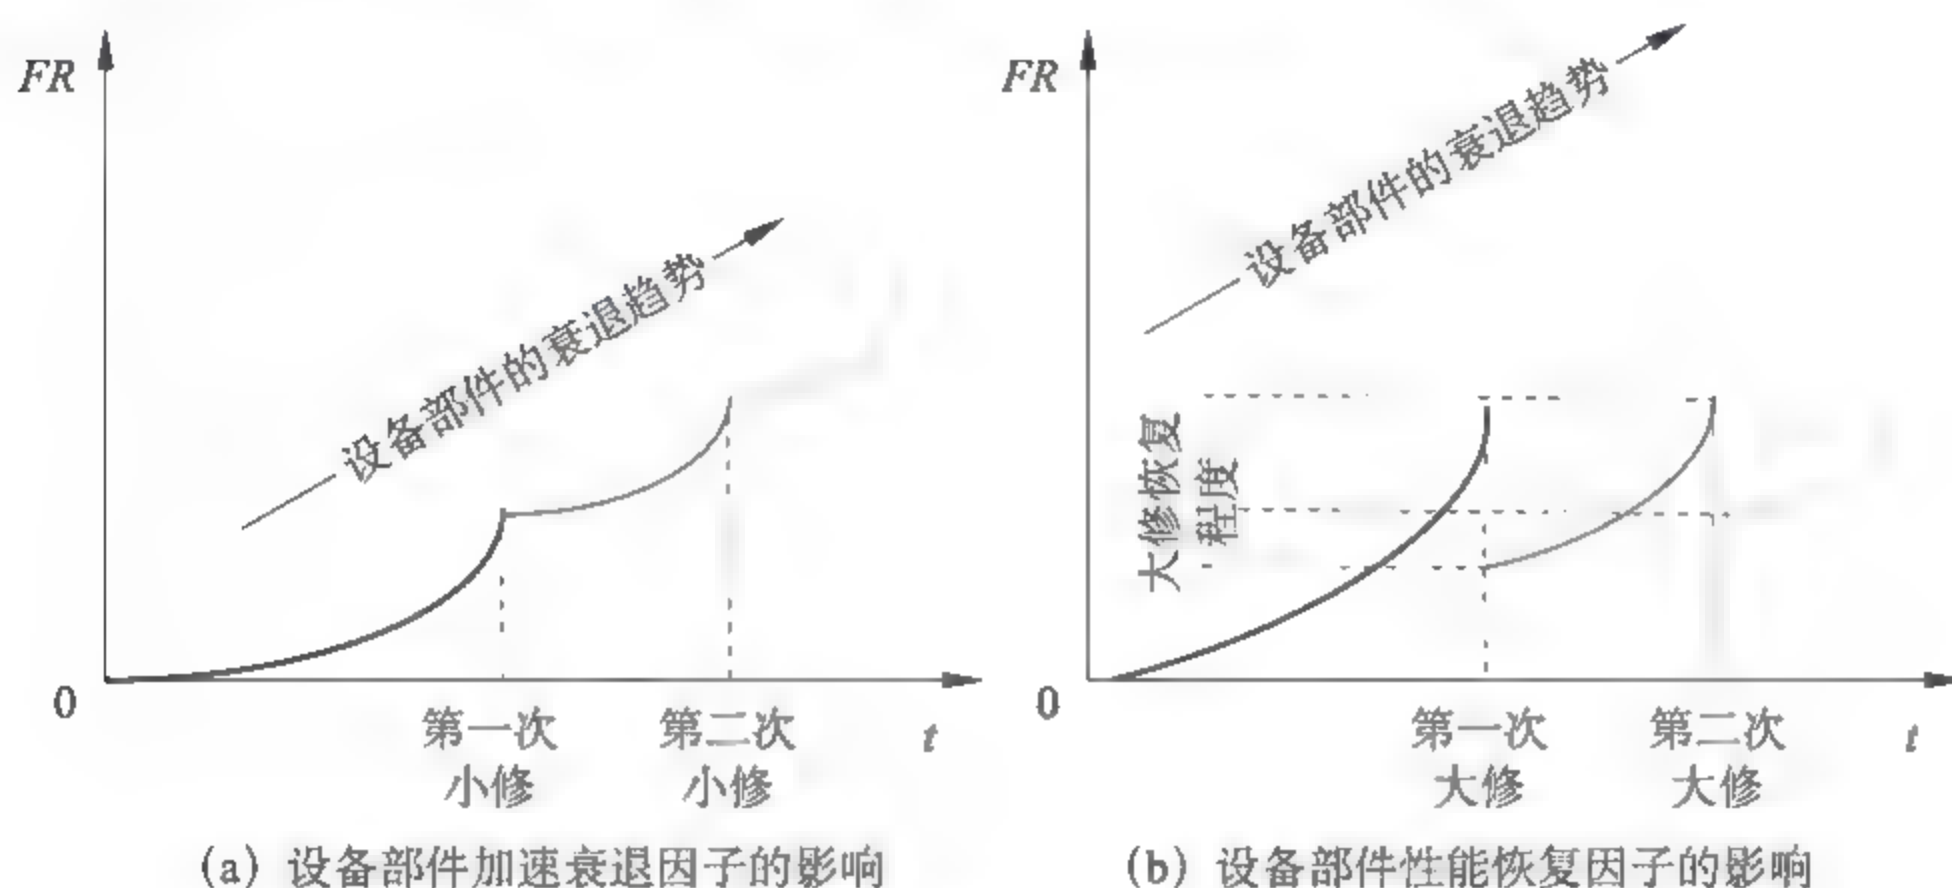 FR
设备部件的衰退趋势
0
第一次
小修
第二次
小修
t
(a) 设备部件加速衰退因子的影响
FR
设备部件的衰退趋势
大修恢复
程度
0
第一次
大修
第二次
大修
t
(b) 设备部件性能恢复因子的影响